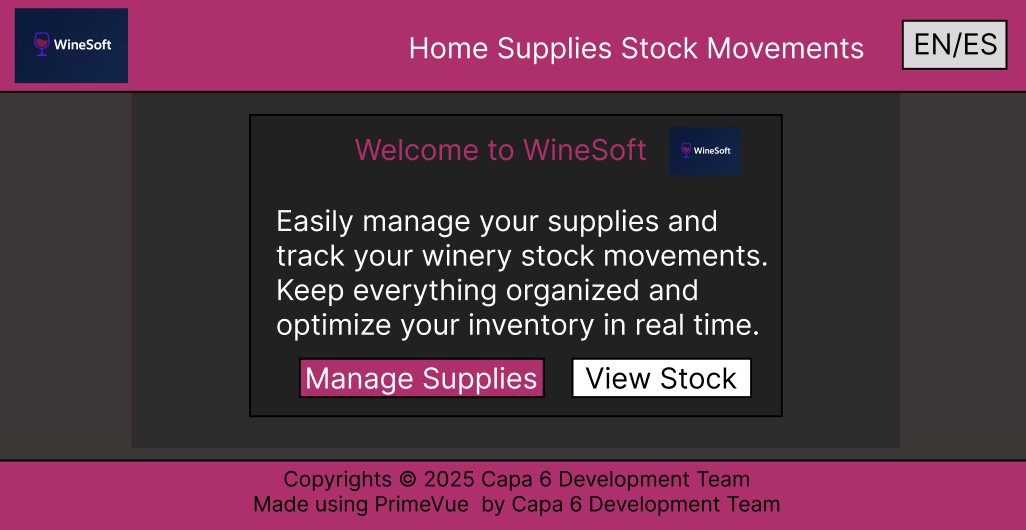 WineSoft
Home Supplies Stock Movements
EN/ES
Welcome to WineSoft
WineSoft
Easily manage your supplies and
track your winery stock movements.
Keep everything organized and
optimize your inventory in real time.
Manage Supplies
View Stock
Copyrights © 2025 Capa 6 Development Team
Made using PrimeVue  by Capa 6 Development Team